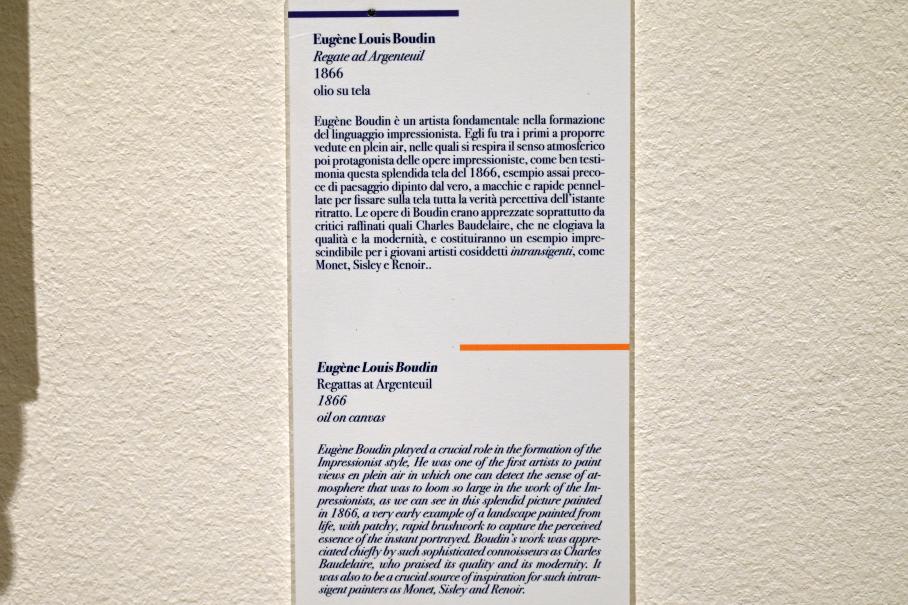 Eugène Louis Boudin
Regate ad Argenteuil
1866
olio su tela
Eugène Boudin è un artista fondamentale nella formazione
del linguaggio impressionista. Egli fu tra i primi a proporre
vedute en plein air, nelle quali si respira il senso atmosferico
poi protagonista delle opere impressioniste, come ben testi-
monia questa splendida tela del 1866, esempio assai preco-
ce di paesaggio dipinto dal vero, a macchie e rapide pennel-
late per fissare sulla tela tutta la verità percettiva dell'istante
ritratto. Le opere di Boudin erano apprezzate soprattutto da
critici raffinati quali Charles Baudelaire, che ne elogiava la
qualità e la modernità, e costituiranno un esempio impre-
scindibile per i giovani artisti cosiddetti intransigenti, come
Monet, Sisley e Renoir..
Eugène Louis Boudin
Regattas at Argenteuil
1866
oil on canvas
Eugène Boudin played a crucial role in the formation of the
Impressionist style, He was one of the first artists to paint
views en plein air in which one can detect the sense of at-
mosphere that was to loom so large in the work of the Im-
pressionists, as we can see in this splendid picture painted
in 1866, a very early example of a landscape painted from
life, with patchy, rapid brushwork to capture the perceived
essence of the instant portrayed. Boudin's work was appre-
ciated chiefly by such sophisticated connoisseurs as Charles
Baudelaire, who praised its quality and its modernity. It
was also to be a crucial source of inspiration for such intran-
sigent painters as Monet, Sisley and Renoir.